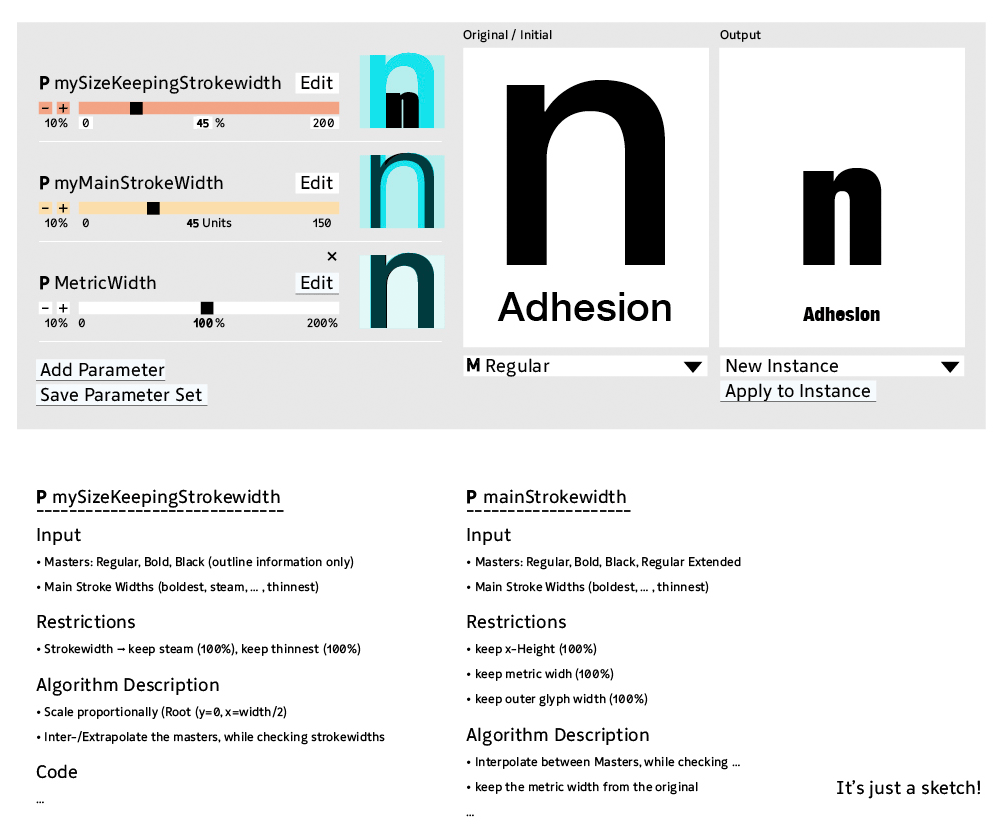 P mySizeKeepingStrokewidth Edit
- +
10% 0 45 % 200
P myMainStrokeWidth Edit
- +
10% 0 45 Units 150
×
P MetricWidth Edit
- +
10% 0 100 % 200%
Add Parameter
Save Parameter Set
n
n
n
Original / Initial
n
Adhesion
M Regular
Output
n
Adhesion
New Instance
Apply to Instance
P mySizeKeepingStrokewidth
Input
• Masters: Regular, Bold, Black (outline information only)
• Main Stroke Widths (boldest, steam, ... , thinnest)
Restrictions
• Strokewidth → keep steam (100%), keep thinnest (100%)
Algorithm Description
• Scale proportionally (Root (y=0, x=width/2)
• Inter-/Extrapolate the masters, while checking strokewidths
Code
...
P mainStrokewidth
Input
• Masters: Regular, Bold, Black, Regular Extended
• Main Stroke Widths (boldest, ... , thinnest)
Restrictions
• keep x-Height (100%)
• keep metric widh (100%)
• keep outer glyph width (100%)
Algorithm Description
• Interpolate between Masters, while checking ...
• keep the metric width from the original
...
It's just a sketch!